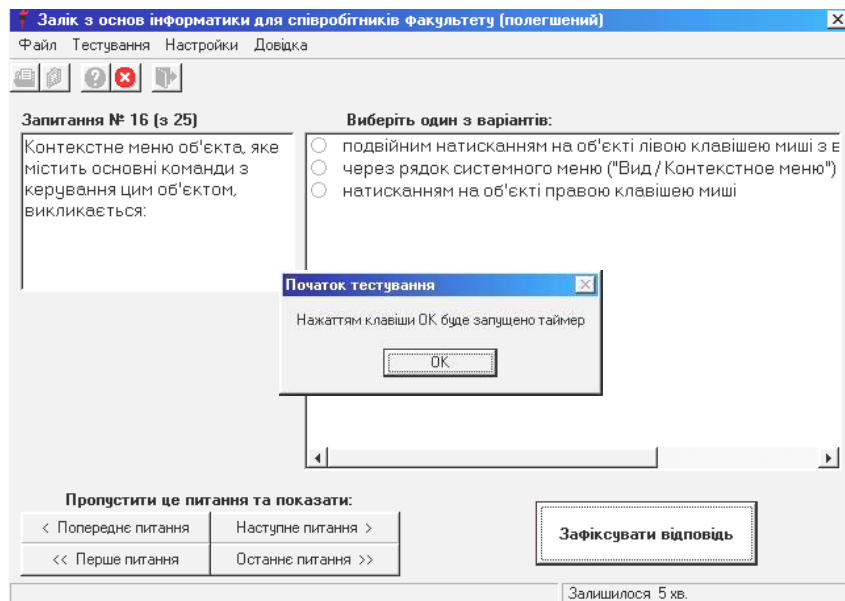 Залік з основ інформатики для співробітників факультету (полегшений)
Файл Тестування Настройки Довідка
Запитання № 16 (з 25)
Контекстне меню об'єкта, яке
містить основні команди з
керування цим об'єктом,
викликається:
Виберіть один з варіантів:
подвійним натисканням на об'єкті лівою клавішею миші з
через рядок системного меню ("Вид / Контекстное меню")
натисканням на об'єкті правою клавішею миші
Початок тестування
Нажаттям клавіши ОК буде запущено таймер
OK
Пропустити це питання та показати:
< Попереднє питання
Наступне питання >
<< Перше питання
Останнє питання >>
Зафіксувати відповідь
Залишилося 5 хв.